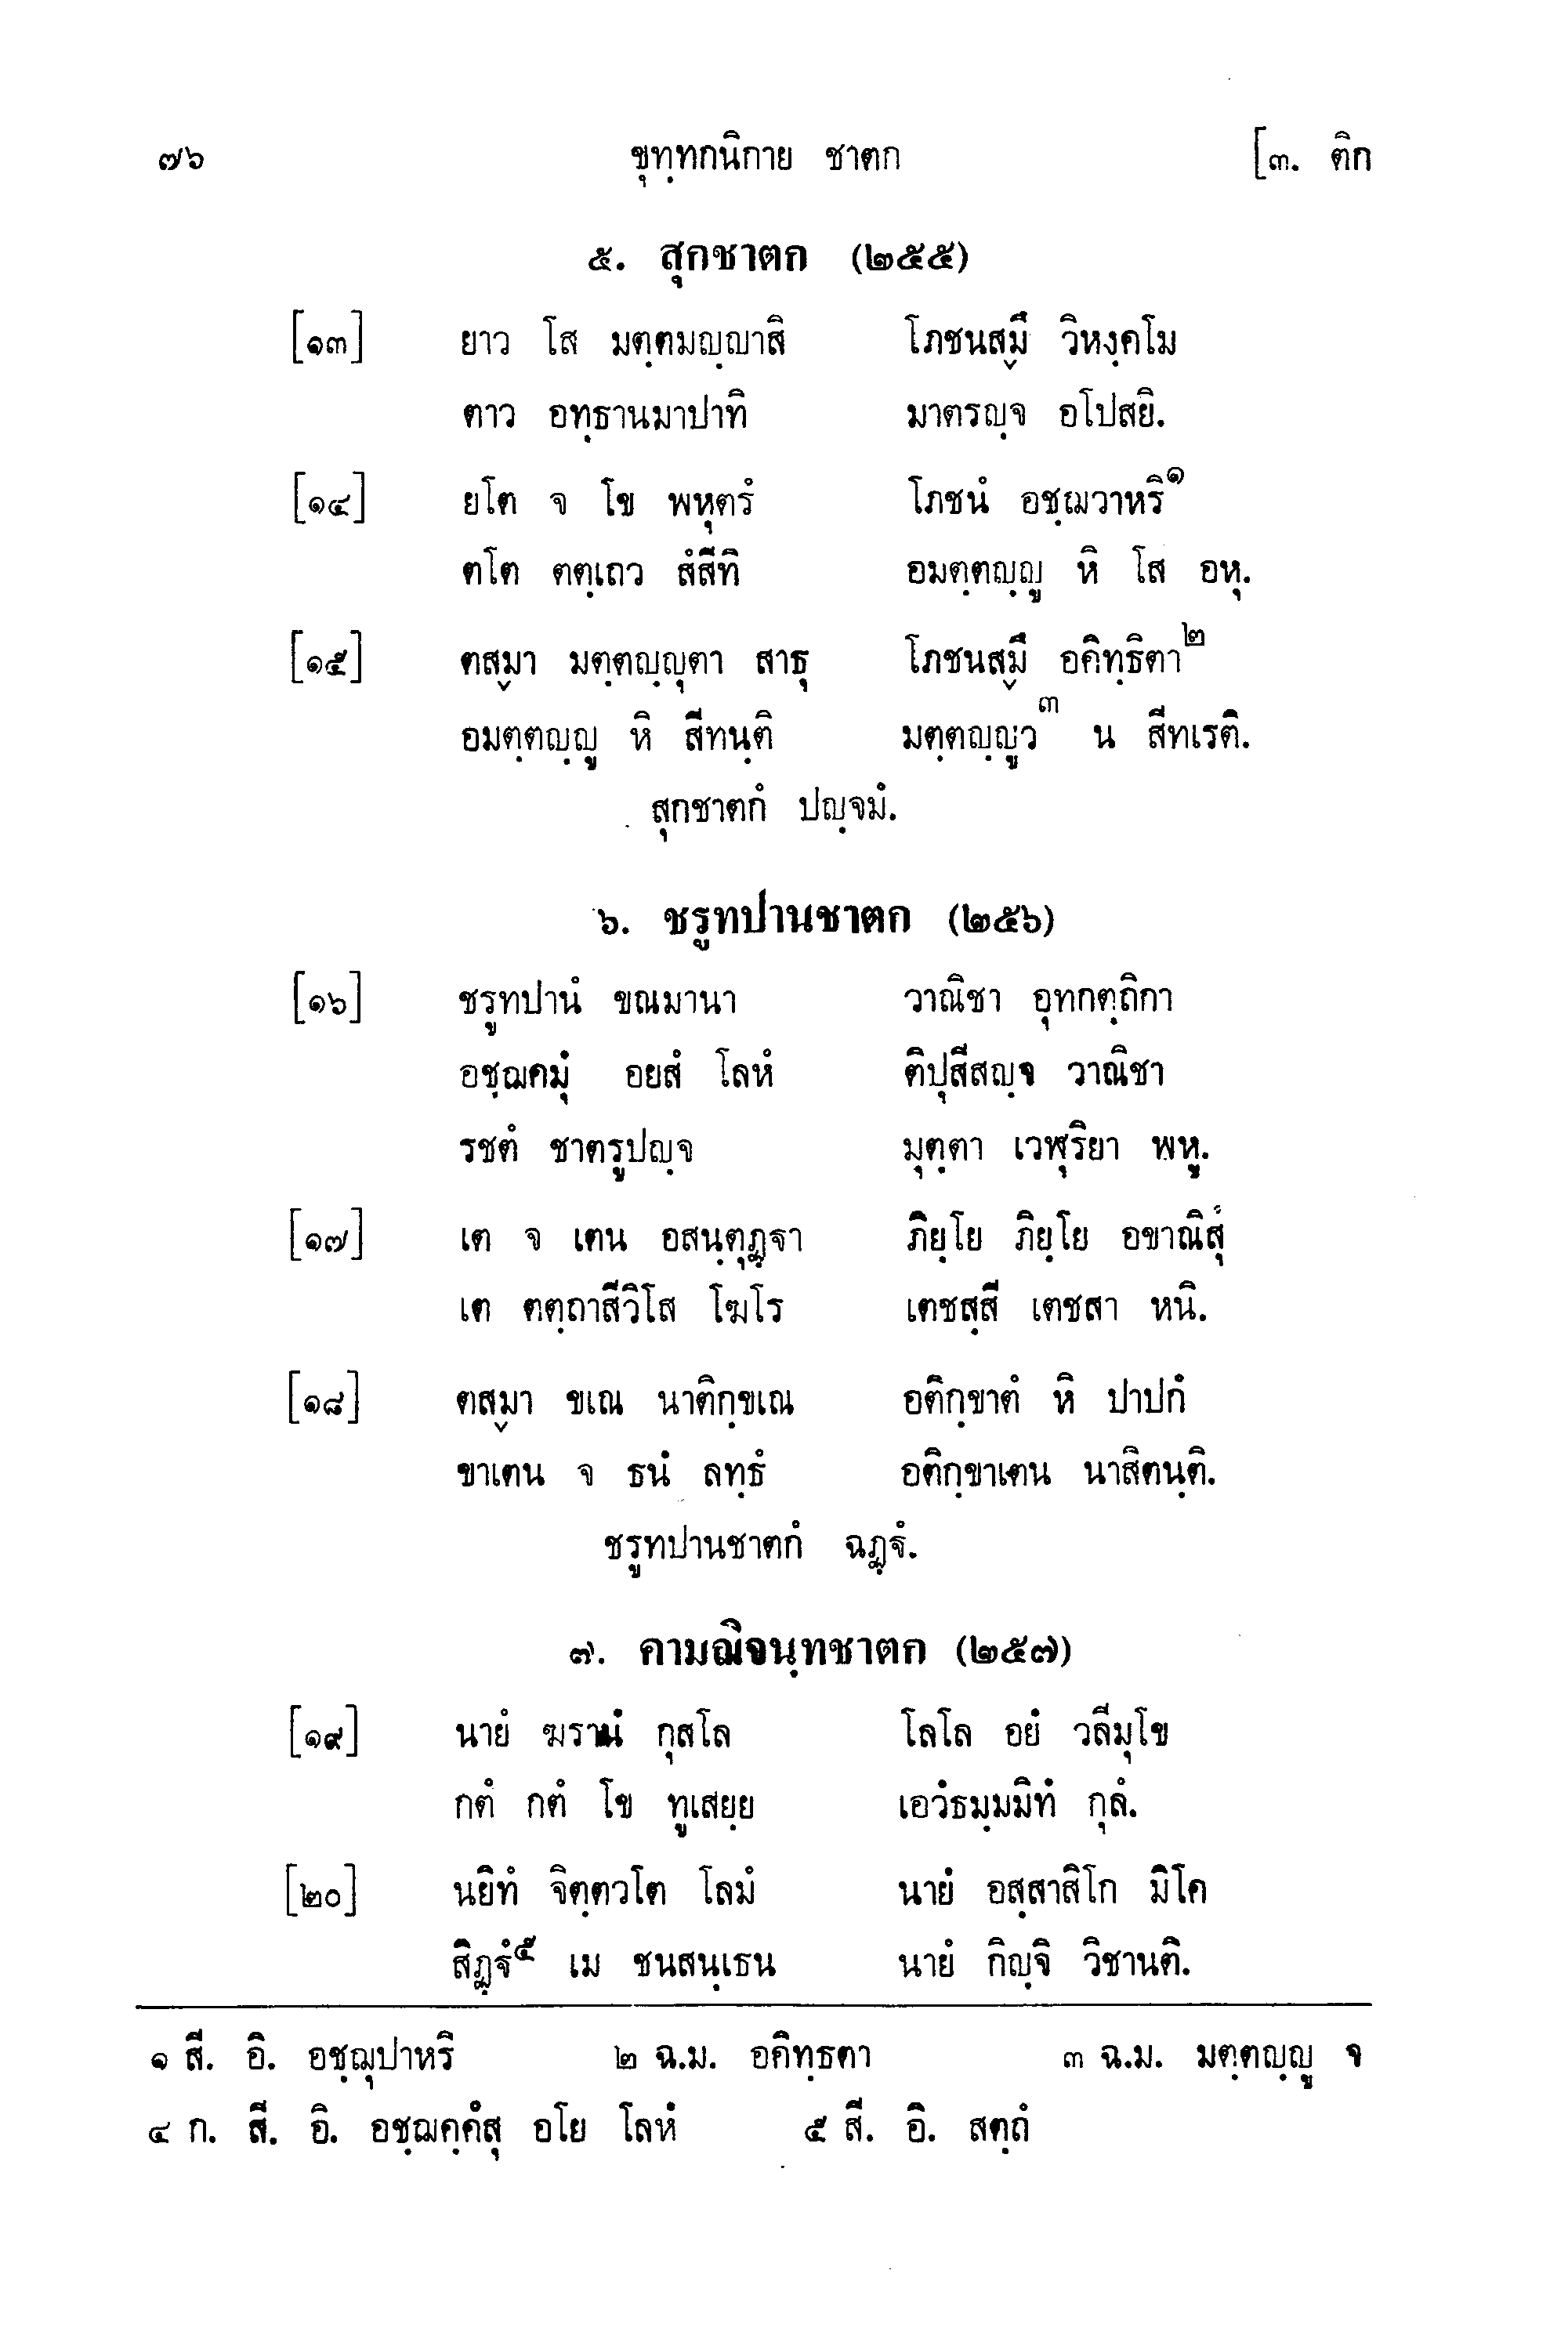 ๗๖ ขุทฺทกนิกาย ชาตก [๓. ติก
๕. สุกชาตก (๒๕๕)
[๑๓] ยาว โส มตฺตมญฺญาสิ โภชนสฺมึ วิหงฺคโม
ตาว อทฺธานมาปาทิ มาตรญฺจ อโปสยิ.
[๑๔] ยโต จ โข พหุตรํ โภชนํ อชฺฌวาหริ๑
ตโต ตตฺเถว สํสีทิ อมตฺตญฺญู หิ โส อหุ.
[๑๕] ตสฺมา มตฺตญฺญุตา สาธุ โภชนสฺมึ อคิทฺธิตา๒
อมตฺตญฺญู หิ สีทนฺติ มตฺตญฺญูว๓ น สีทเรติ.
สุกชาตกํ ปญฺจมํ.
๖. ชรูทปานชาตก (๒๕๖)
[๑๖] ชรูทปานํ ขณมานา วาณิชา อุทกตฺถิกา
อชฺฌคมุํ อยสํ โลหํ ติปุสีสญฺจ วาณิชา
รชตํ ชาตรูปญฺจ มุตฺตา เวฬุริยา พหู.
[๑๗] เต จ เตน อสนฺตุฏฺฐา ภิยฺโย ภิยฺโย อขาณิสุํ
เต ตตฺถาสีวิโส โฆโร เตชสฺสี เตชสา หนิ.
[๑๘] ตสฺมา ขเณ นาติกฺขเณ อติกฺขาตํ หิ ปาปกํ
ขาเตน จ ธนํ ลทฺธํ อติกฺขาเตน นาสิตนฺติ.
ชรูทปานชาตกํ ฉฏฺฐํ.
๗. คามณิจนฺทชาตก (๒๕๗)
[๑๙] นายํ ฆรานํ กุสโล โลโล อยํ วลีมุโข
กตํ กตํ โข ทูเสยฺย เอวํธมฺมมิทํ กุลํ.
[๒๐] นยิทํ จิตฺตวโต โลมํ นายํ อสฺสาสิโก มิโค
สิฏฺฐํ๕ เม ชนสนฺเธน นายํ กิญฺจิ วิชานติ.
๑ สี. อิ. อชฺฌุปาหริ ๒ ฉ.ม. อคิทฺธตา ๓ ฉ.ม. มตฺตญฺญู จ
๔ ก. สี. อิ. อชฺฌคฺคํสุ อโย โลหํ ๕ สี. อิ. สตฺถํ